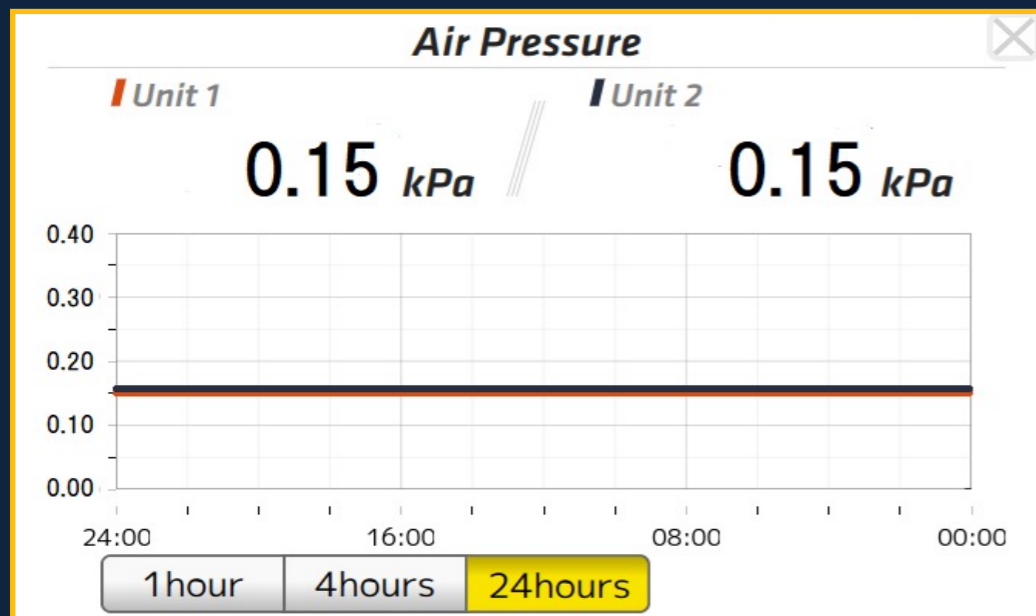 Air Pressure
Unit 1 Unit 2
0.15 kPa 0.15 kPa
0.40
0.30
0.20
0.10
0.00
24:00 16:00 08:00 00:00
1hour 4hours 24hours